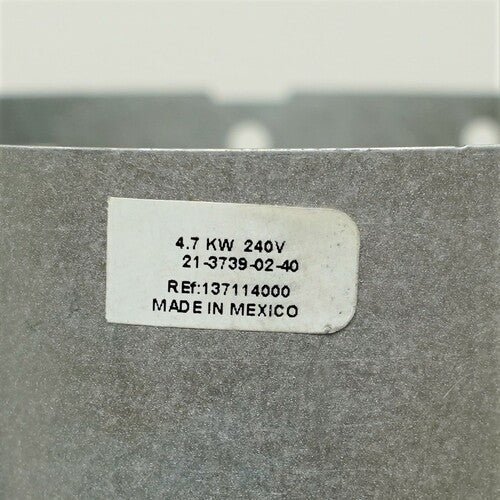 4.7 KW 240V
21-3739-02-40
REf:137114000
MADE IN MEXICO